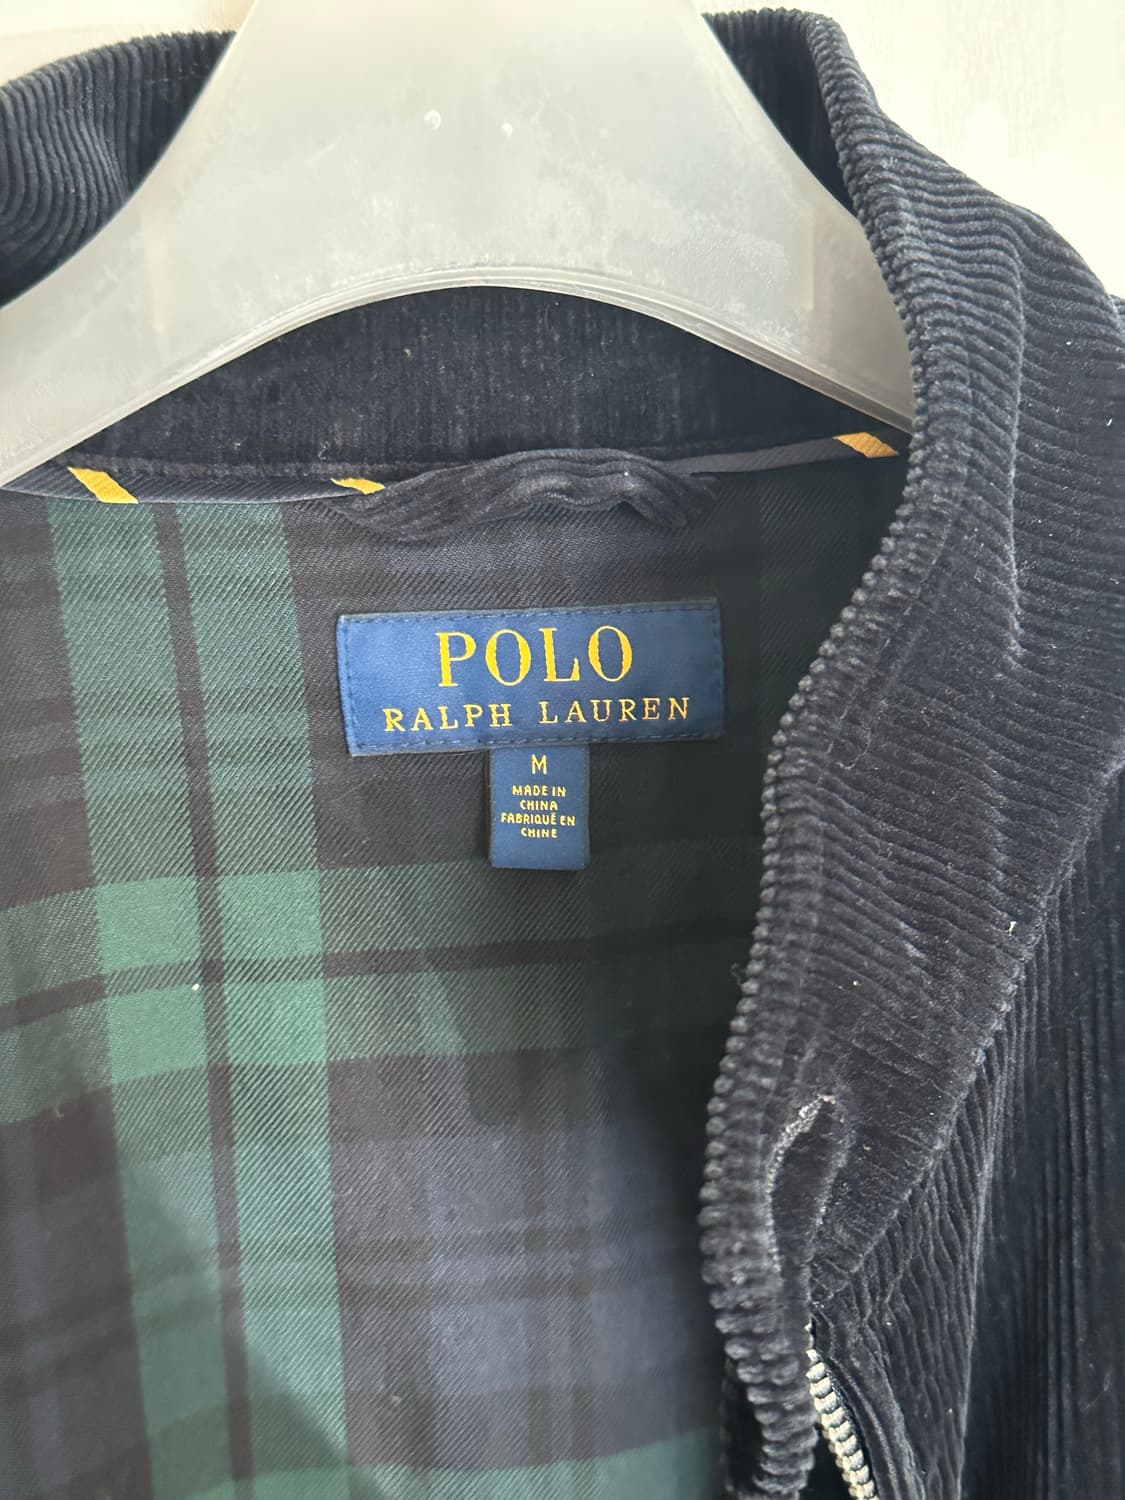 POLO
RALPH LAUREN
M
MADE IN
CHINA
FABRIQUÉ EN
CHINE